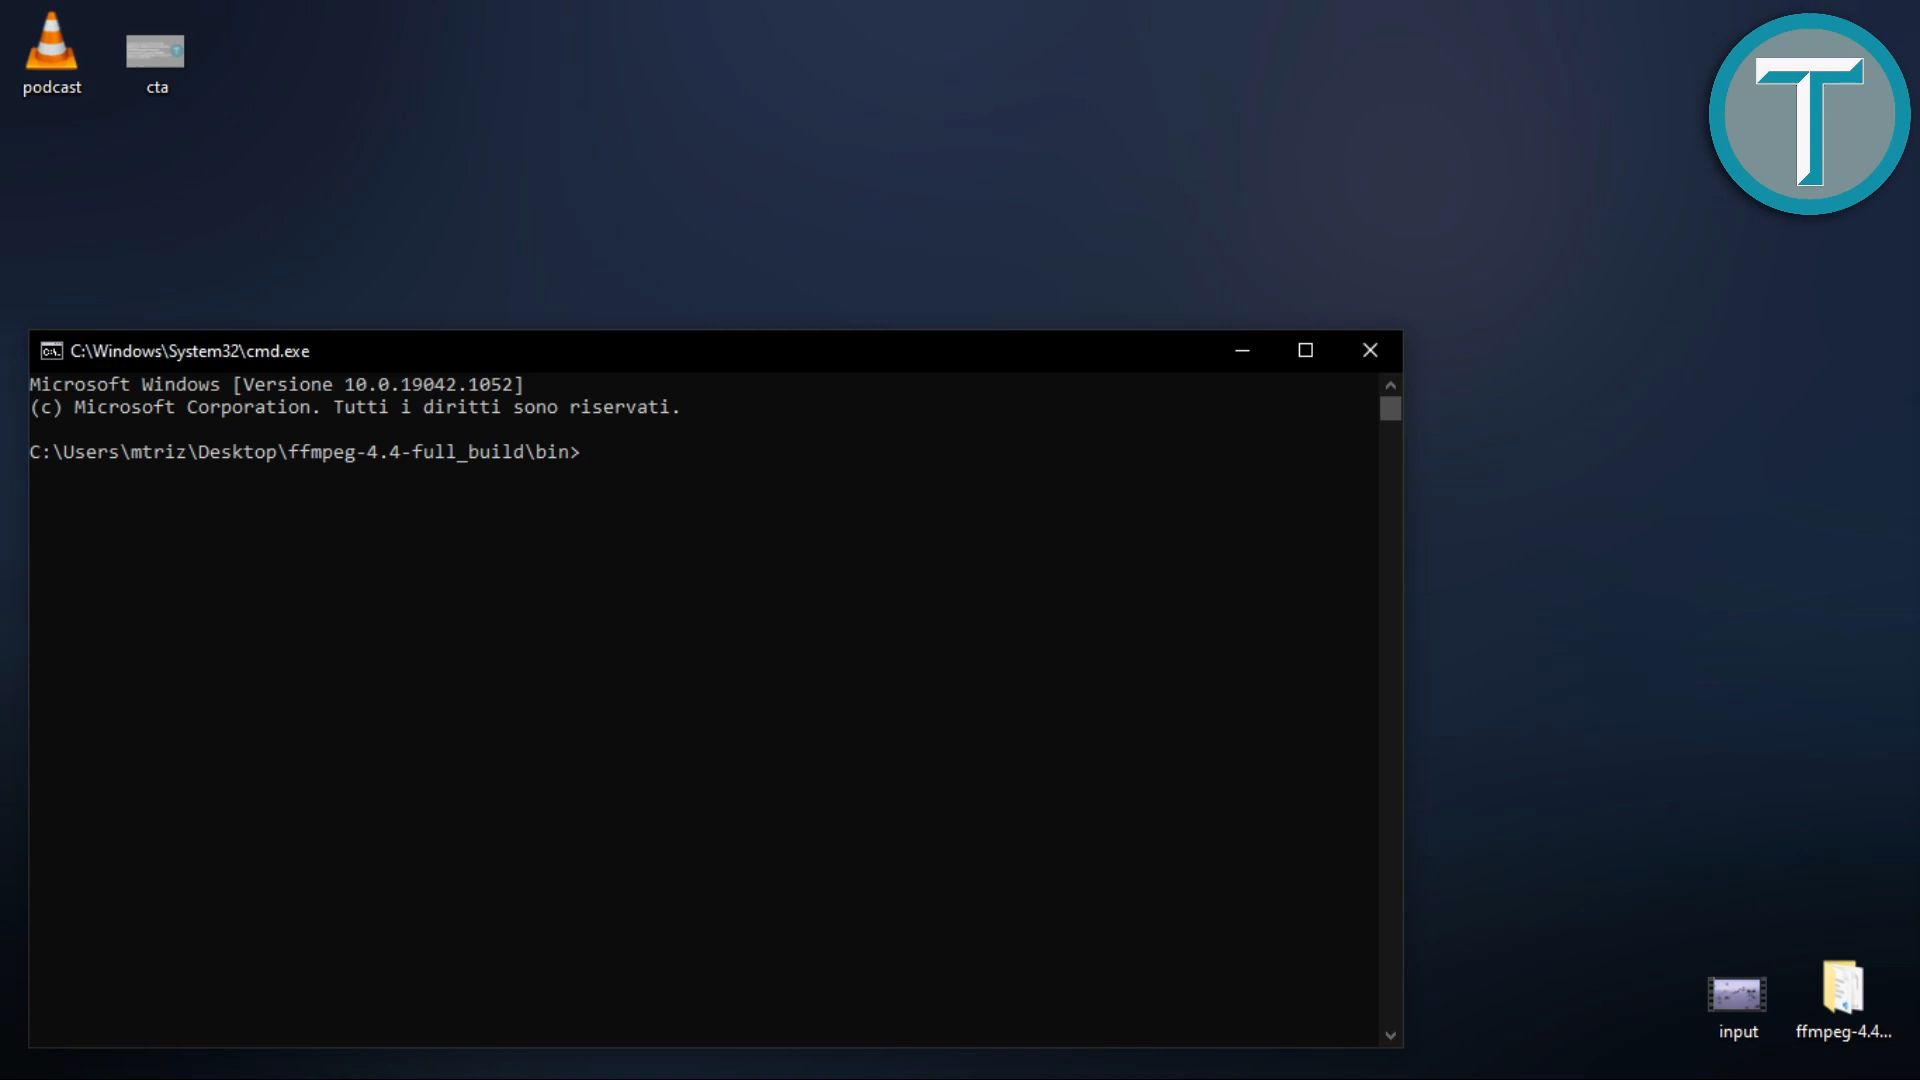 podcast
cta
T
C:\Windows\System32\cmd.exe
Microsoft Windows [Versione 10.0.19042.1052]
(c) Microsoft Corporation. Tutti i diritti sono riservati.
C:\Users\mtriz\Desktop\ffmpeg-4.4-full_build\bin>
input
ffmpeg-4.4...